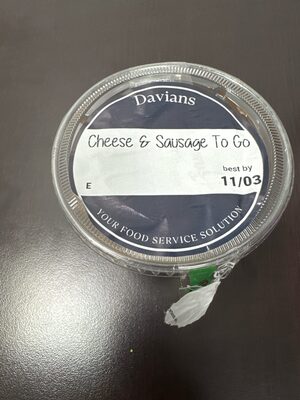 Davians
Cheese & Sausage To Go
best by
11/03
E
YOUR FOOD SERVICE SOLUTION